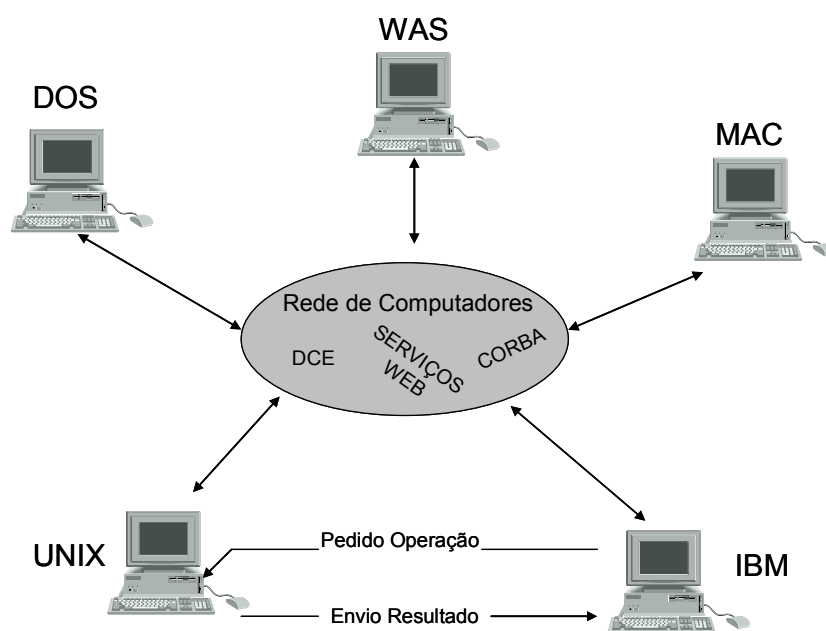 WAS
DOS
MAC
Rede de Computadores
DCE
SERVIÇOS
WEB
CORBA
UNIX
Pedido Operação
IBM
Envio Resultado